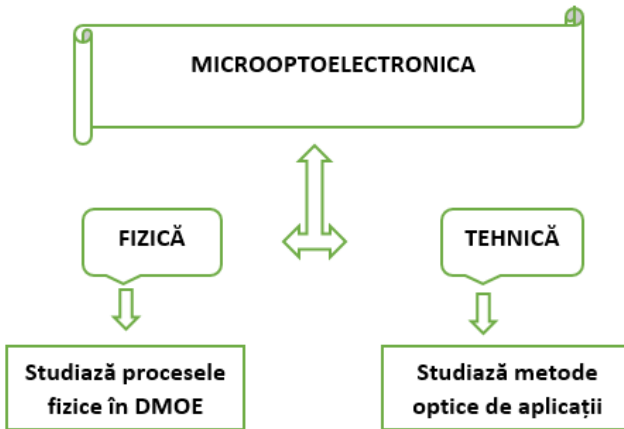 MICROOPTOELECTRONICA
FIZICĂ
TEHNICĂ
Studiază procesele
fizice în DMOE
Studiază metode
optice de aplicații